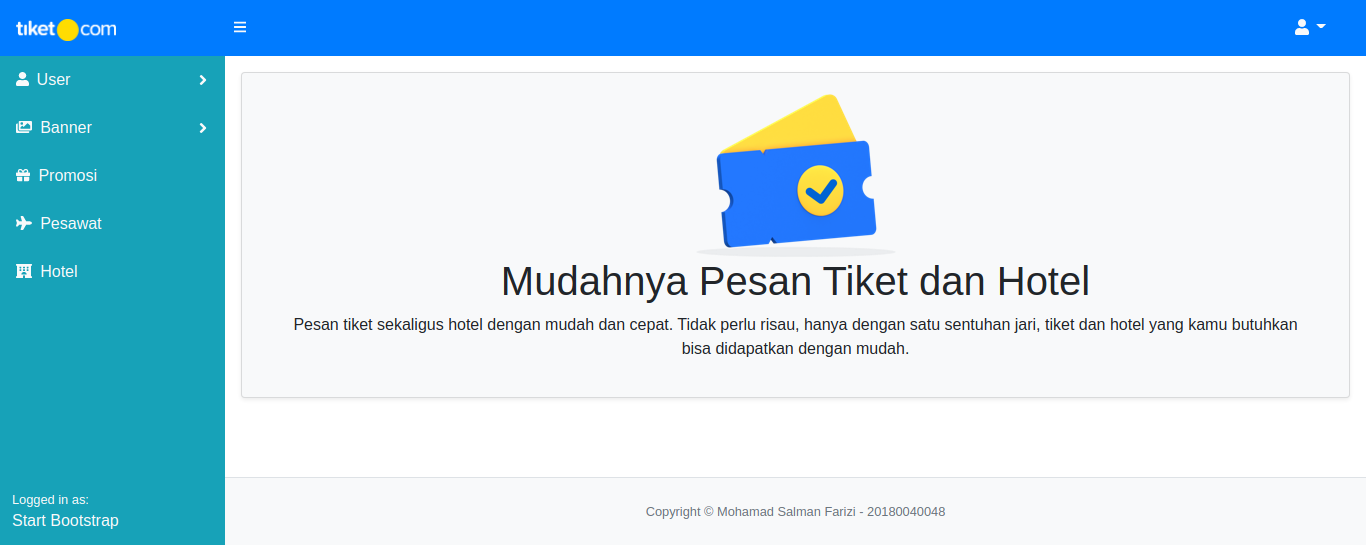 tiket.com
User
Banner
Promosi
Pesawat
Hotel
Mudahnya Pesan Tiket dan Hotel
Pesan tiket sekaligus hotel dengan mudah dan cepat. Tidak perlu risau, hanya dengan satu sentuhan jari, tiket dan hotel yang kamu butuhkan
bisa didapatkan dengan mudah.
Logged in as:
Start Bootstrap
Copyright © Mohamad Salman Farizi - 20180040048